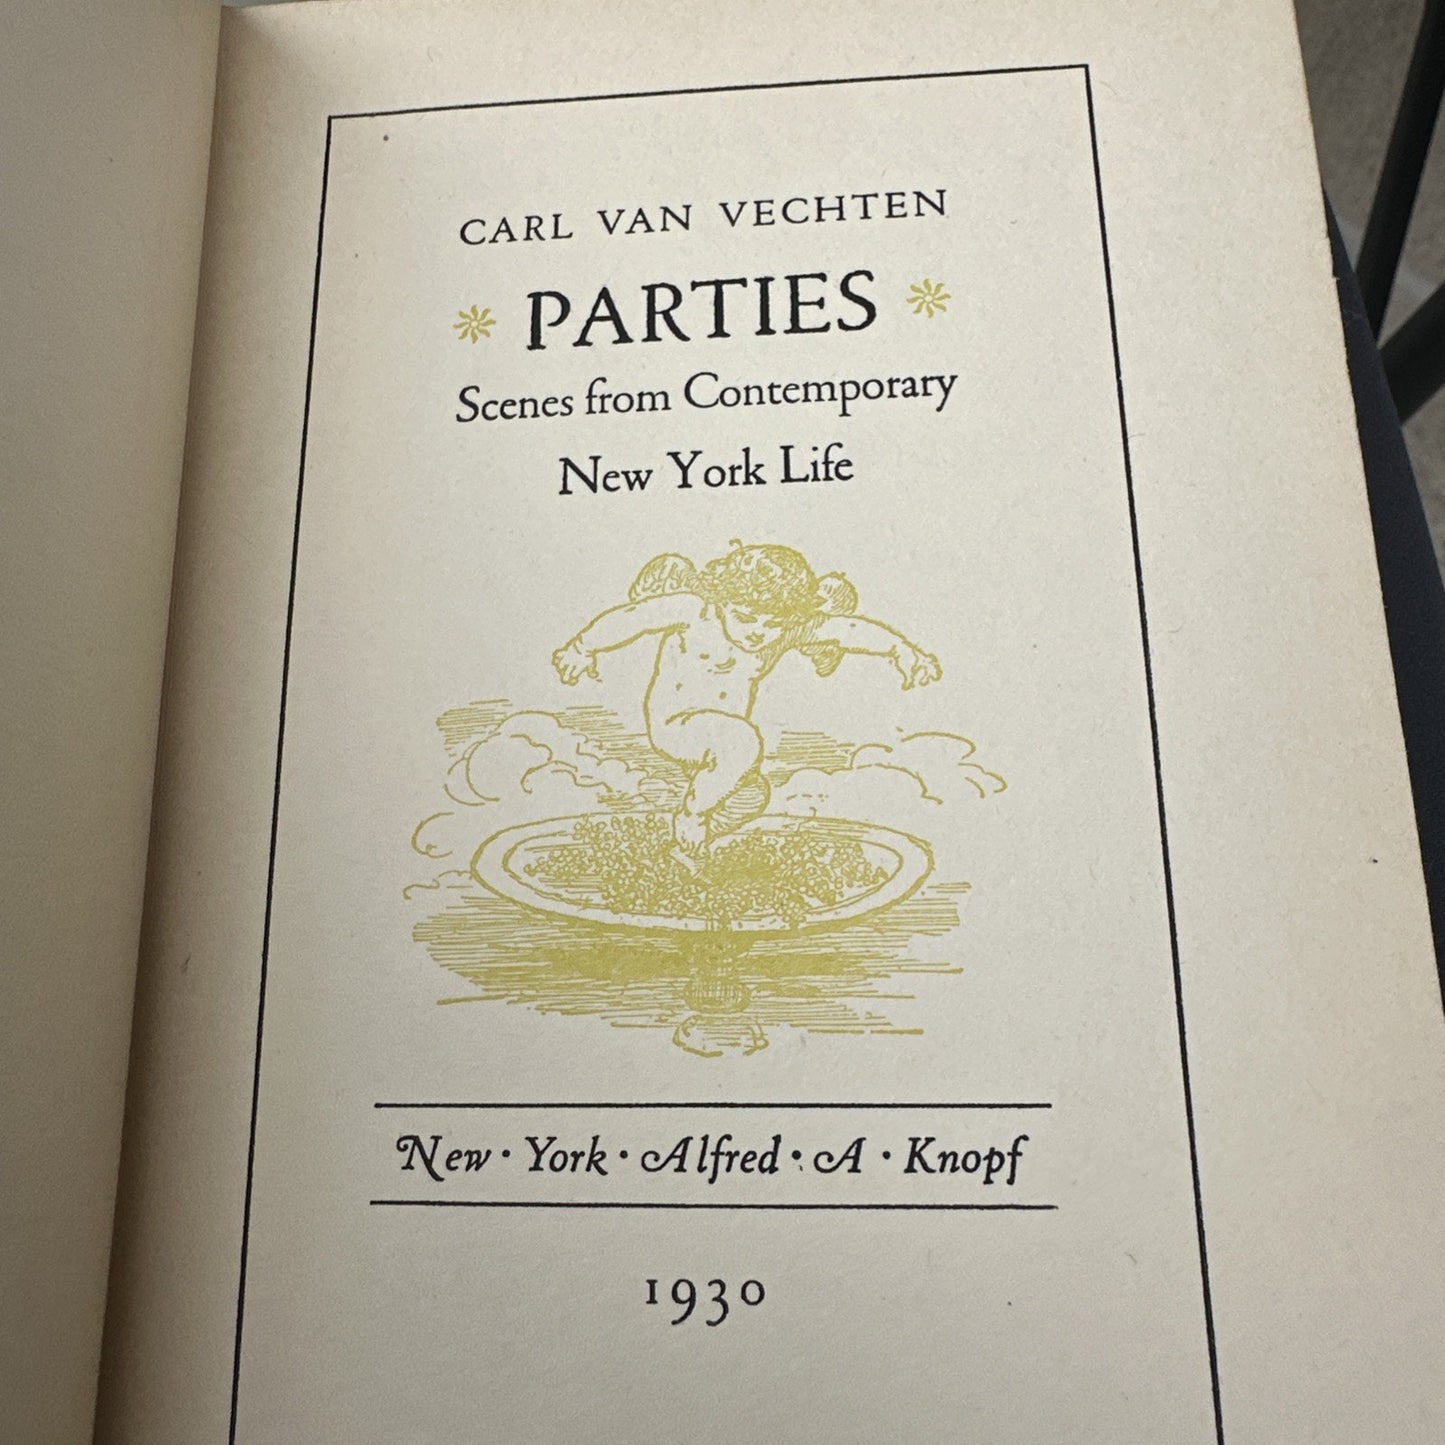 CARL VAN VECHTEN
PARTIES
Scenes from Contemporary
New York Life
New · York · Alfred · A · Knopf
1930